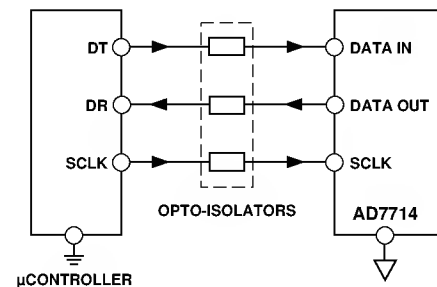 DT
DATA IN
DR
DATA OUT
SCLK
SCLK
OPTO-ISOLATORS
AD7714
µCONTROLLER